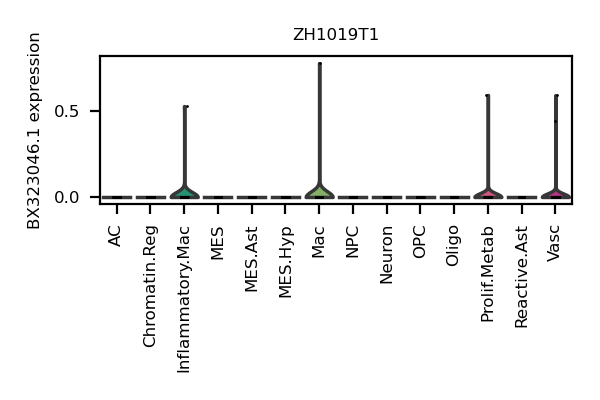 ZH1019T1
BX323046.1 expression
0.5
0.0
AC
Chromatin.Reg
Inflammatory.Mac
MES
MES.Ast
MES.Hyp
Mac
NPC
Neuron
OPC
Oligo
Prolif.Metab
Reactive.Ast
Vasc